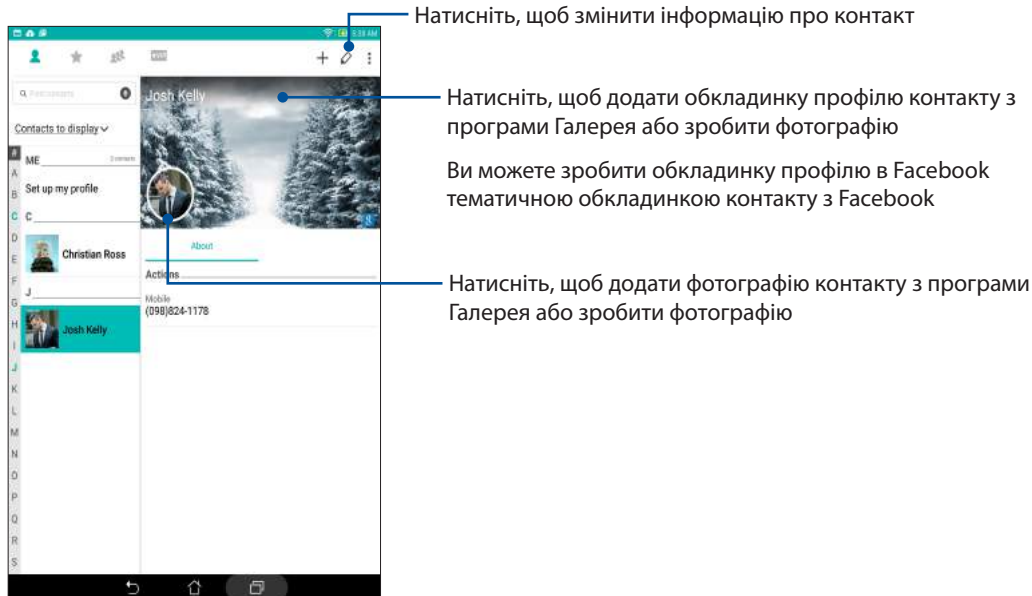 Натисніть, щоб змінити інформацію про контакт
8:38 AM
Josh Kelly
Натисніть, щоб додати обкладинку профілю контакту з
програми Галерея або зробити фотографію
Ви можете зробити обкладинку профілю в Facebook
тематичною обкладинкою контакту з Facebook
Contacts to display
#
ME
A
B
Set up my profile
C
C
D
Christian Ross
E
F
J
G
H
Josh Kelly
I
J
K
L
M
N
O
P
Q
R
S
About
Actions
Mobile
(098)824-1178
Натисніть, щоб додати фотографію контакту з програми
Галерея або зробити фотографію